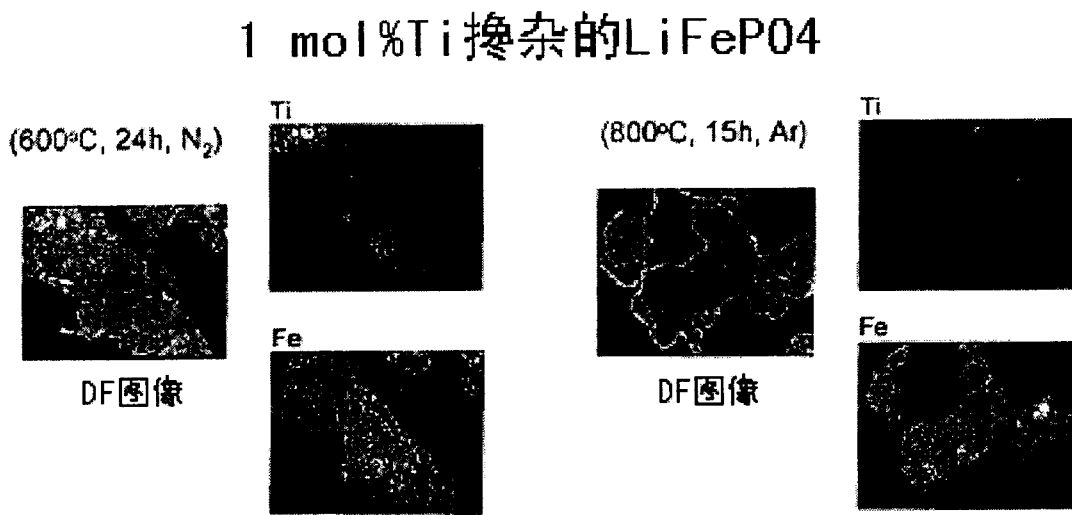 1 mol%Ti搀杂的LiFePO4
(600°C, 24h, N₂)
Ti
DF图像
Fe
(800°C, 15h, Ar)
Ti
DF图像
Fe